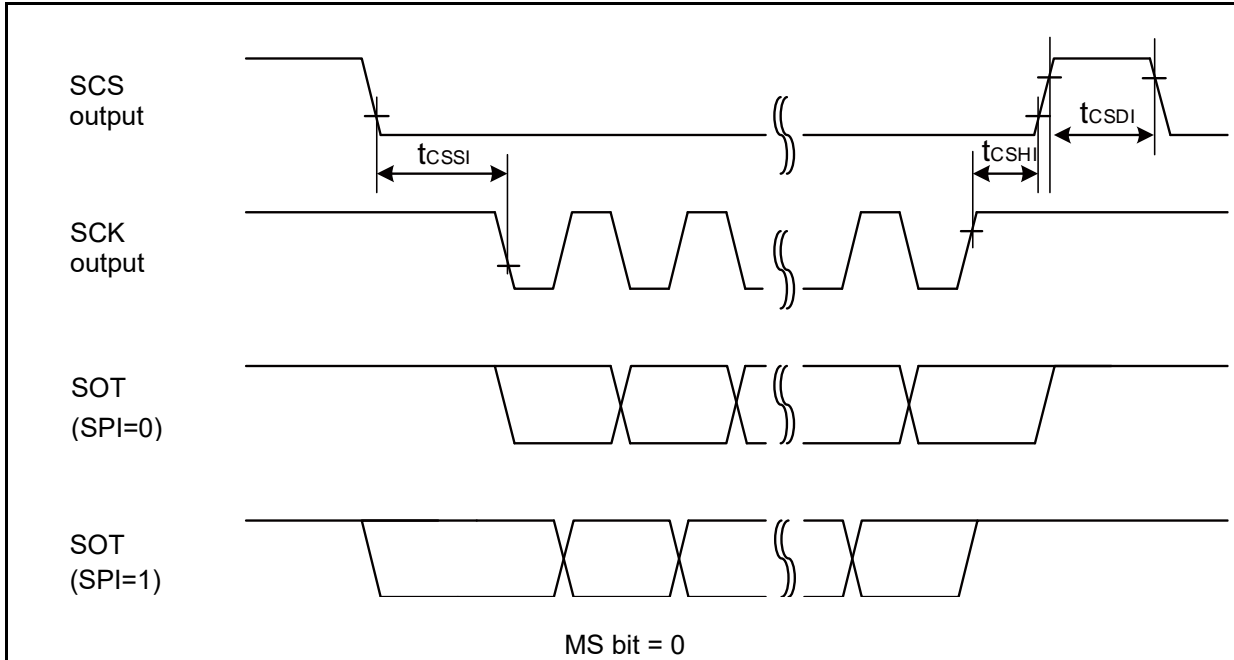 SCS
output
tCSSI
tCSHI
tCSDI
SCK
output
SOT
(SPI=0)
SOT
(SPI=1)
MS bit = 0